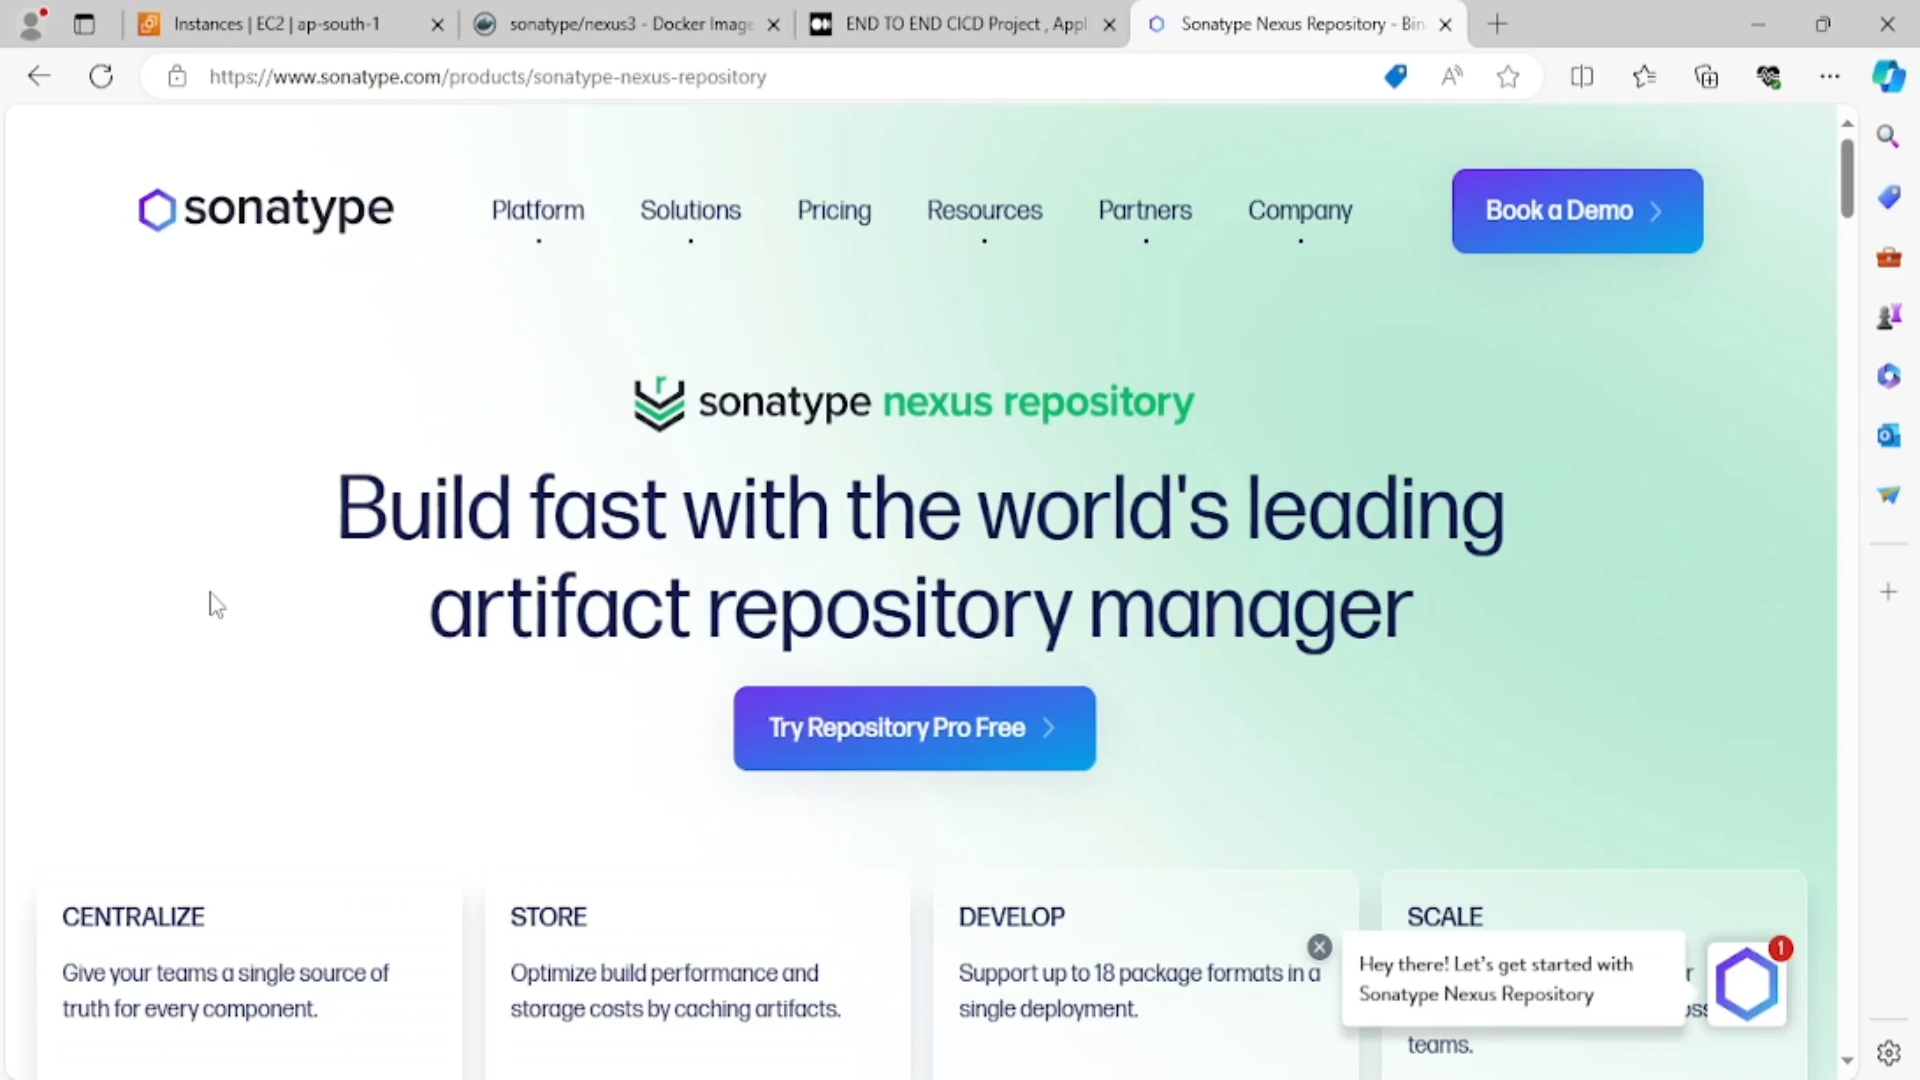 Instances | EC2 | ap-south-1
sonatype/nexus3 - Docker Image
END TO END CICD Project , Appl
Sonatype Nexus Repository - Bin
https://www.sonatype.com/products/sonatype-nexus-repository
sonatype
Platform
Solutions
Pricing
Resources
Partners
Company
Book a Demo
sonatype nexus repository
Build fast with the world's leading
artifact repository manager
Try Repository Pro Free
CENTRALIZE
Give your teams a single source of
truth for every component.
STORE
Optimize build performance and
storage costs by caching artifacts.
DEVELOP
Support up to 18 package formats in a
single deployment.
SCALE
teams.
Hey there! Let's get started with
Sonatype Nexus Repository
1